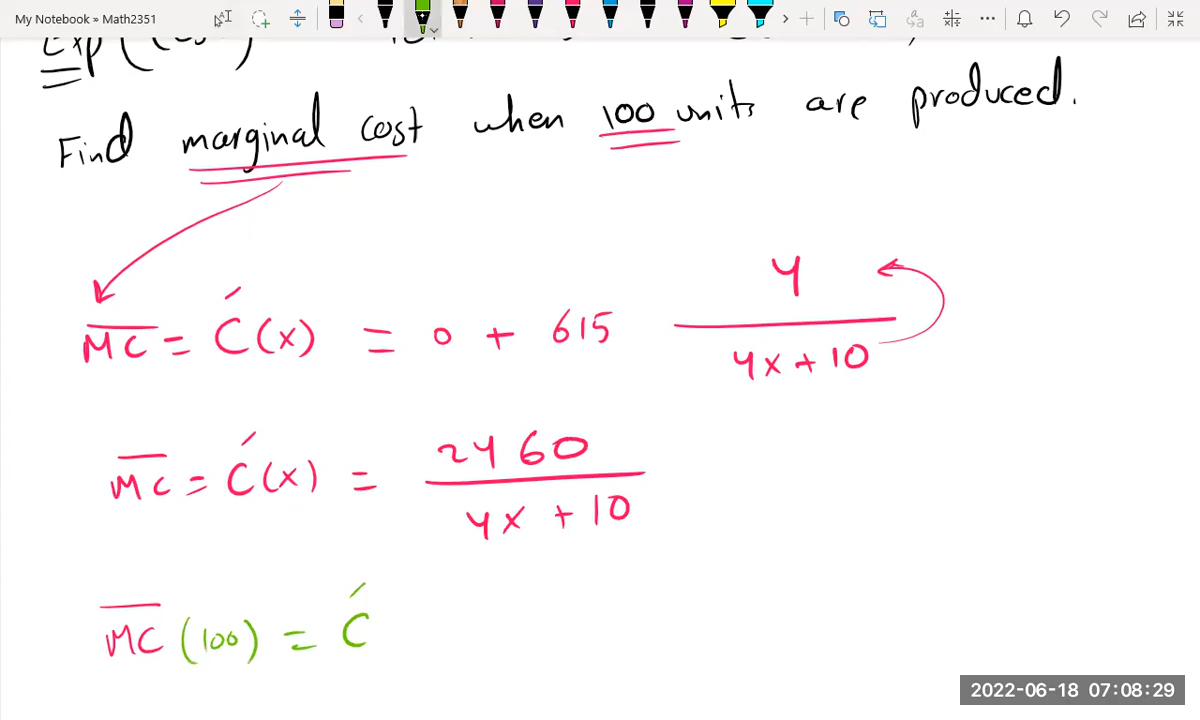 My Notebook » Math2351
Find marginal cost when 100 units are produced.
MC = C'(x) = 0 + 615 4/(4x + 10)
MC = C'(x) = 2460/(4x + 10)
MC (100) = C'
2022-06-18 07:08:29